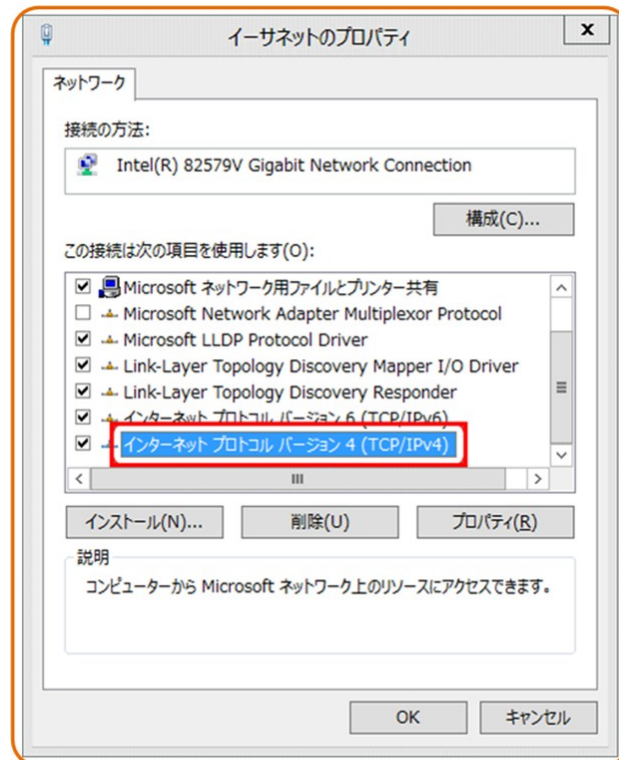 イーサネットのプロパティ
x
ネットワーク
接続の方法:
Intel(R) 82579V Gigabit Network Connection
構成(C)...
この接続は次の項目を使用します(O):
Microsoft ネットワーク用ファイルとプリンター共有
Microsoft Network Adapter Multiplexor Protocol
Microsoft LLDP Protocol Driver
Link-Layer Topology Discovery Mapper I/O Driver
Link-Layer Topology Discovery Responder
インターネット プロトコル バージョン 6 (TCP/IPv6)
インターネット プロトコル バージョン 4 (TCP/IPv4)
インストール(N)... 削除(U) プロパティ(R)
説明
コンピューターから Microsoft ネットワーク上のリソースにアクセスできます。
OK キャンセル